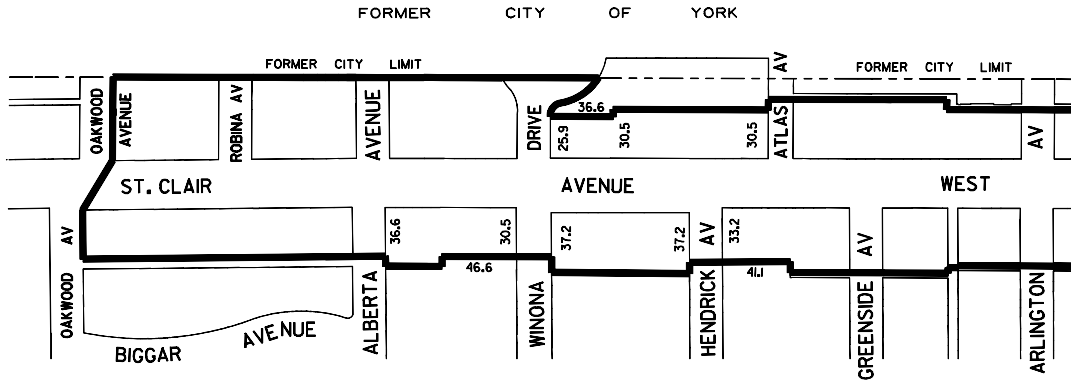 FORMER CITY OF YORK
FORMER CITY LIMIT
FORMER CITY LIMIT
OAKWOOD AVENUE
ROBINA AV
AVENUE
DRIVE
ATLAS AV
AV
36.6
25.9
30.5
30.5
ST. CLAIR AVENUE WEST
OAKWOOD AV
36.6
30.5
37.2
37.2
33.2
46.6
41.1
ALBERTA
WINONA
HENDRICK AV
GREENSIDE AV
ARLINGTON
BIGGAR AVENUE